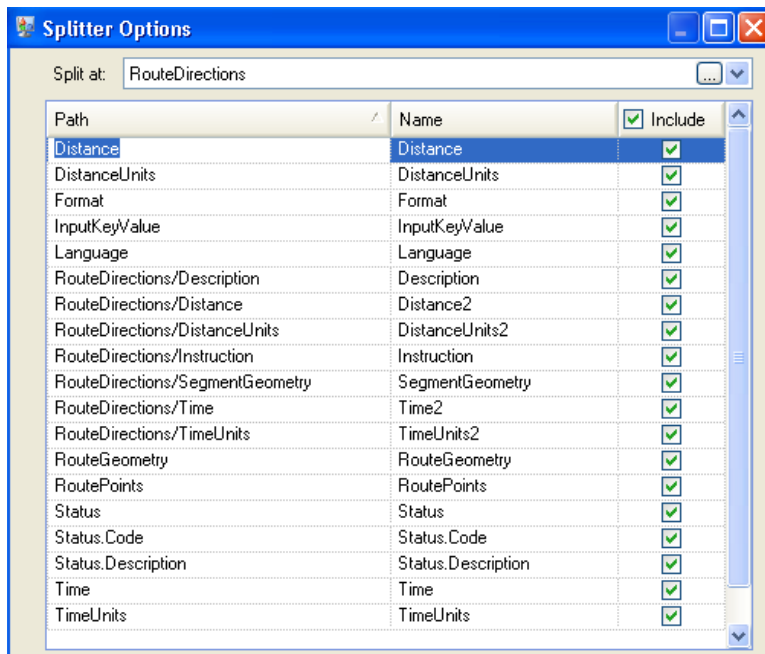 Splitter Options
Split at: RouteDirections ...
Path Name Include
Distance Distance
DistanceUnits DistanceUnits
Format Format
InputKeyValue InputKeyValue
Language Language
RouteDirections/Description Description
RouteDirections/Distance Distance2
RouteDirections/DistanceUnits DistanceUnits2
RouteDirections/Instruction Instruction
RouteDirections/SegmentGeometry SegmentGeometry
RouteDirections/Time Time2
RouteDirections/TimeUnits TimeUnits2
RouteGeometry RouteGeometry
RoutePoints RoutePoints
Status Status
Status.Code Status.Code
Status.Description Status.Description
Time Time
TimeUnits TimeUnits